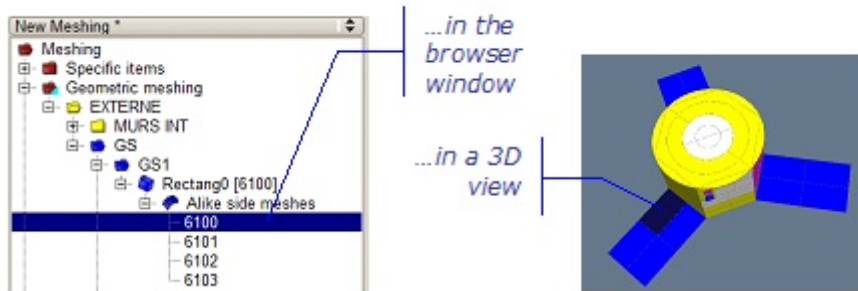 New Meshing *
Meshing
Specific items
Geometric meshing
EXTERNE
MURS INT
GS
GS1
Rectang0 [6100]
Alike side meshes
6100
6101
6102
6103
...in the
browser
window
...in a 3D
view